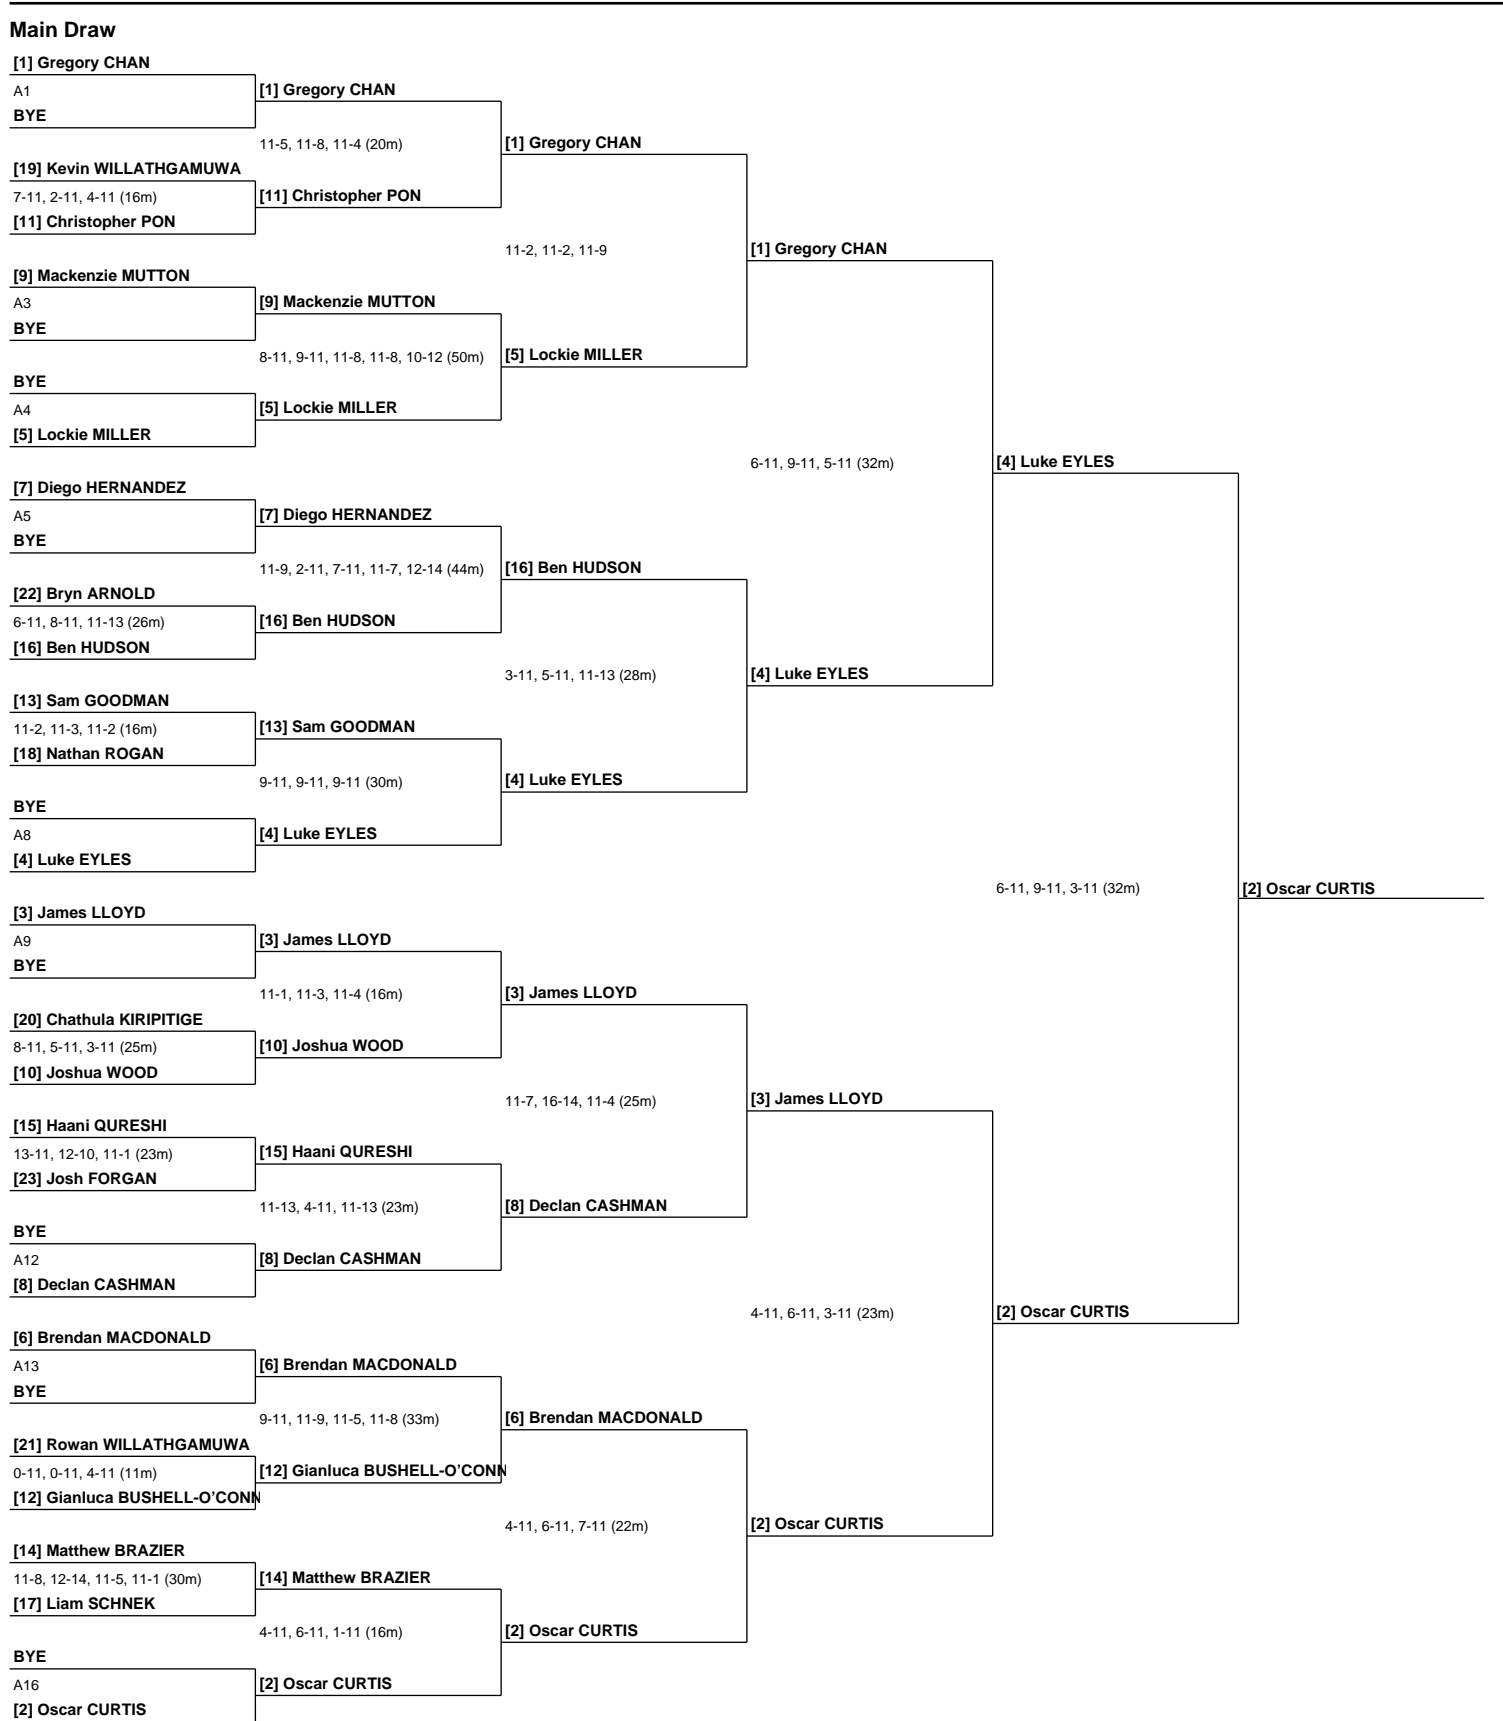 Main Draw
[1] Gregory CHAN
A1
BYE
[19] Kevin WILLATHGAMUWA
7-11, 2-11, 4-11 (16m)
[11] Christopher PON
[9] Mackenzie MUTTON
A3
BYE
BYE
A4
[5] Lockie MILLER
[7] Diego HERNANDEZ
A5
BYE
[22] Bryn ARNOLD
6-11, 8-11, 11-13 (26m)
[16] Ben HUDSON
[13] Sam GOODMAN
11-2, 11-3, 11-2 (16m)
[18] Nathan ROGAN
BYE
A8
[4] Luke EYLES
[3] James LLOYD
A9
BYE
[20] Chathula KIRIPITIGE
8-11, 5-11, 3-11 (25m)
[10] Joshua WOOD
[15] Haani QURESHI
13-11, 12-10, 11-1 (23m)
[23] Josh FORGAN
BYE
A12
[8] Declan CASHMAN
[6] Brendan MACDONALD
A13
BYE
[21] Rowan WILLATHGAMUWA
0-11, 0-11, 4-11 (11m)
[12] Gianluca BUSHELL-O'CONN
[14] Matthew BRAZIER
11-8, 12-14, 11-5, 11-1 (30m)
[17] Liam SCHNEK
BYE
A16
[2] Oscar CURTIS
[1] Gregory CHAN
11-5, 11-8, 11-4 (20m)
[11] Christopher PON
[9] Mackenzie MUTTON
8-11, 9-11, 11-8, 11-8, 10-12 (50m)
[5] Lockie MILLER
[7] Diego HERNANDEZ
11-9, 2-11, 7-11, 11-7, 12-14 (44m)
[16] Ben HUDSON
[13] Sam GOODMAN
9-11, 9-11, 9-11 (30m)
[4] Luke EYLES
[3] James LLOYD
11-1, 11-3, 11-4 (16m)
[10] Joshua WOOD
[15] Haani QURESHI
11-13, 4-11, 11-13 (23m)
[8] Declan CASHMAN
[6] Brendan MACDONALD
9-11, 11-9, 11-5, 11-8 (33m)
[12] Gianluca BUSHELL-O'CONN
[14] Matthew BRAZIER
4-11, 6-11, 1-11 (16m)
[2] Oscar CURTIS
[1] Gregory CHAN
11-2, 11-2, 11-9
[5] Lockie MILLER
[16] Ben HUDSON
3-11, 5-11, 11-13 (28m)
[4] Luke EYLES
[3] James LLOYD
11-7, 16-14, 11-4 (25m)
[8] Declan CASHMAN
[6] Brendan MACDONALD
4-11, 6-11, 7-11 (22m)
[2] Oscar CURTIS
[1] Gregory CHAN
6-11, 9-11, 5-11 (32m)
[4] Luke EYLES
[3] James LLOYD
4-11, 6-11, 3-11 (23m)
[2] Oscar CURTIS
[4] Luke EYLES
6-11, 9-11, 3-11 (32m)
[2] Oscar CURTIS
[2] Oscar CURTIS